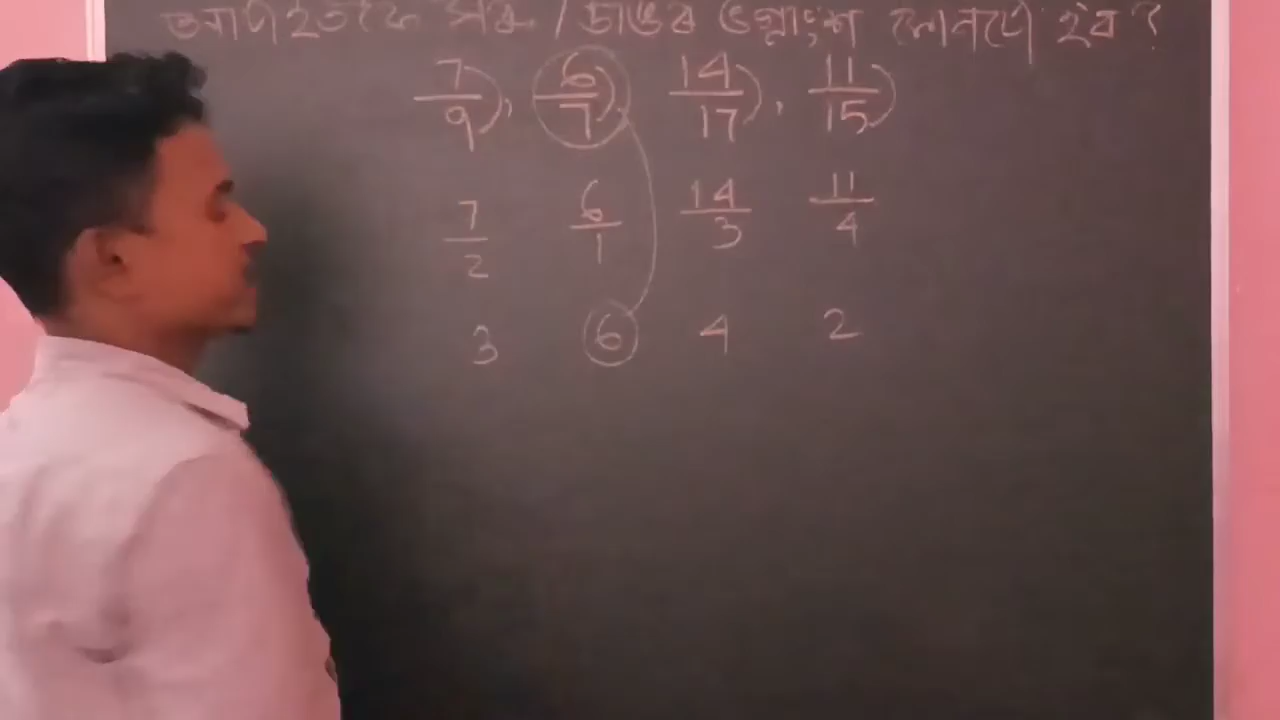 সৰু / ডাঙৰ ভগ্নাংশ কোনটো হ'ব ?
7/9, 6/7, 14/17, 11/15
7/2 6/1 14/3 11/4
3 6 4 2